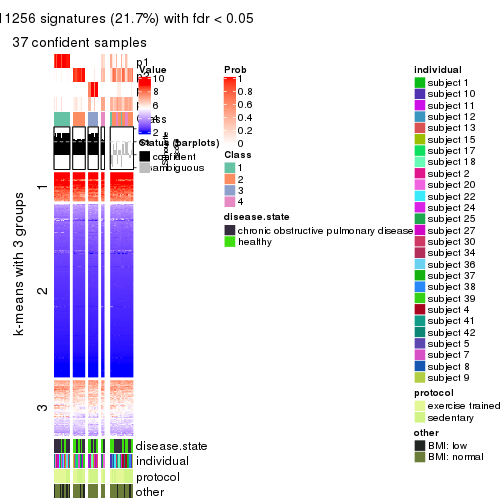 11256 signatures (21.7%) with fdr < 0.05
37 confident samples
p1
p2
p3
Value
10
8
6
4
2
Status (barplots)
confident
ambiguous
Prob
1
0.8
0.6
0.4
0.2
0
Class
1
2
3
4
disease.state
chronic obstructive pulmonary disease
healthy
individual
subject 1
subject 10
subject 11
subject 12
subject 13
subject 15
subject 17
subject 18
subject 2
subject 20
subject 22
subject 24
subject 25
subject 27
subject 30
subject 34
subject 36
subject 37
subject 38
subject 39
subject 4
subject 41
subject 42
subject 5
subject 7
subject 8
subject 9
protocol
exercise trained
sedentary
other
BMI: low
BMI: normal
k-means with 3 groups
1
2
3
disease.state
individual
protocol
other